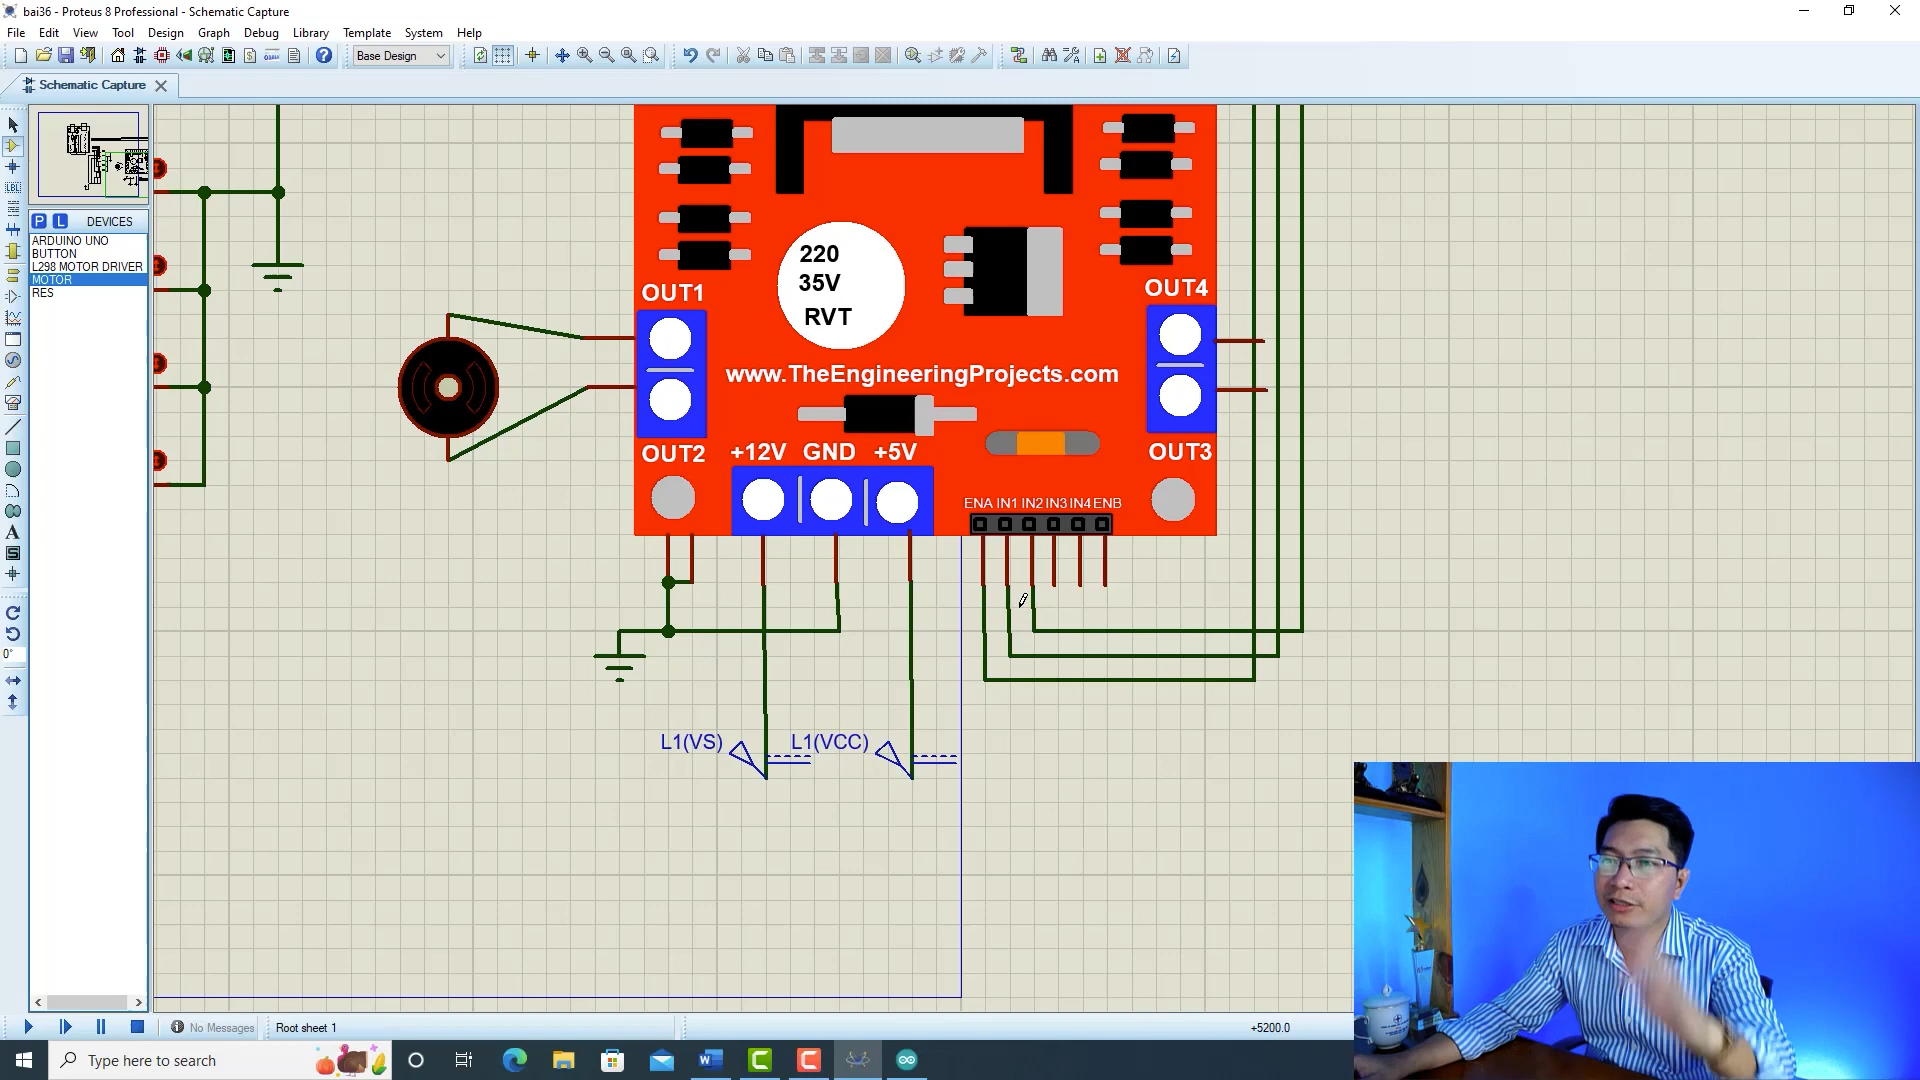 bai36 - Proteus 8 Professional - Schematic Capture
File Edit View Tool Design Graph Debug Library Template System Help
Base Design
Schematic Capture
P L DEVICES
ARDUINO UNO
BUTTON
L298 MOTOR DRIVER
MOTOR
RES
LBL
A
S
0°
220
35V
RVT
OUT1
OUT4
www.TheEngineeringProjects.com
OUT2
+12V GND +5V
OUT3
ENA IN1 IN2 IN3 IN4 ENB
L1(VS)
L1(VCC)
No Messages
Root sheet 1
+5200.0
Type here to search